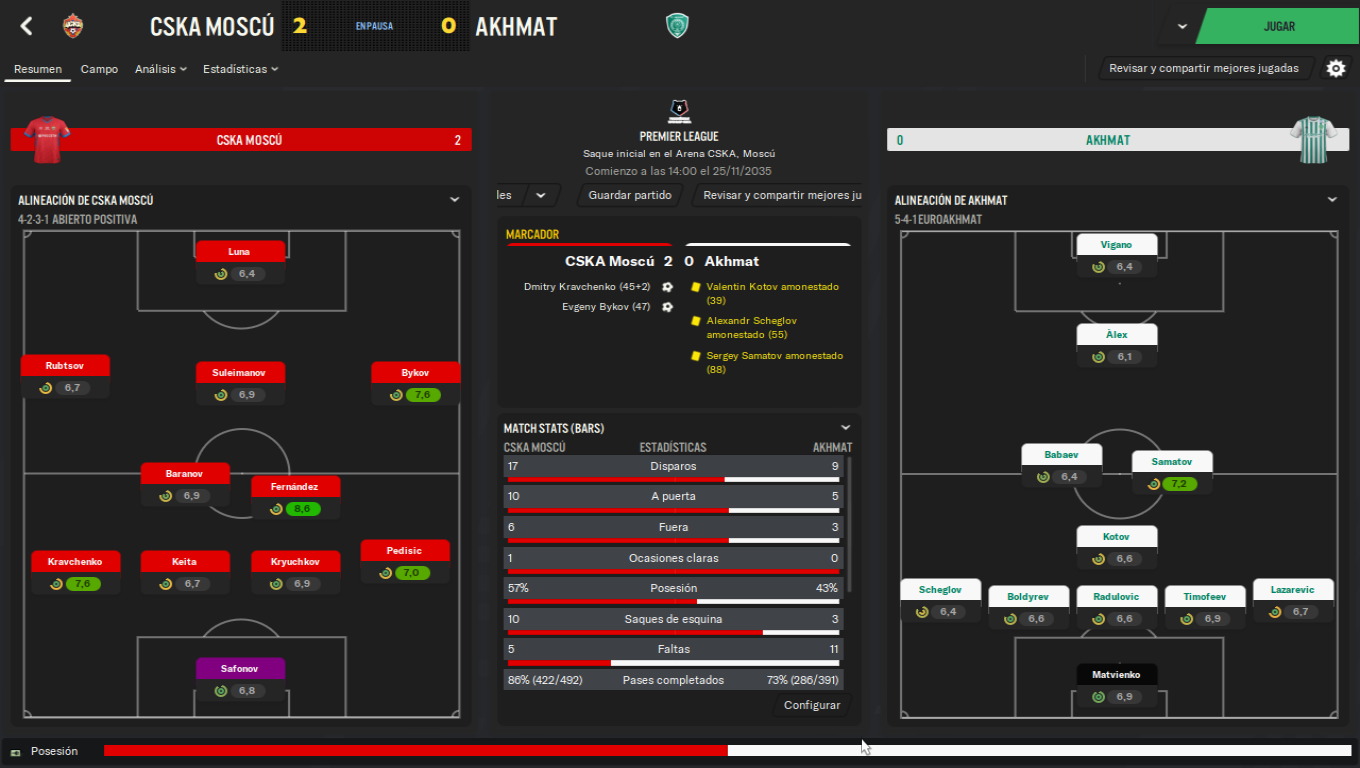 CSKA MOSCÚ 2 EN PAUSA 0 AKHMAT
JUGAR
Resumen Campo Análisis Estadísticas
Revisar y compartir mejores jugadas
CSKA MOSCÚ 2
ALINEACIÓN DE CSKA MOSCÚ
4-2-3-1 ABIERTO POSITIVA
Luna
6,4
Rubtsov
6,7
Suleimanov
6,9
Bykov
7,6
Baranov
6,9
Fernández
8,6
Kravchenko
7,6
Keita
6,7
Kryuchkov
6,9
Pedisic
7,0
Safonov
6,8
PREMIER LEAGUE
Saque inicial en el Arena CSKA, Moscú
Comienzo a las 14:00 el 25/11/2035
les
Guardar partido
Revisar y compartir mejores ju
MARCADOR
CSKA Moscú 2 0 Akhmat
Dmitry Kravchenko (45+2)
Evgeny Bykov (47)
Valentin Kotov amonestado
(39)
Alexandr Scheglov
amonestado (55)
Sergey Samatov amonestado
(88)
MATCH STATS (BARS)
CSKA MOSCÚ ESTADÍSTICAS AKHMAT
17 Disparos 9
10 A puerta 5
6 Fuera 3
1 Ocasiones claras 0
57% Posesión 43%
10 Saques de esquina 3
5 Faltas 11
86% (422/492) Pases completados 73% (286/391)
Configurar
0 AKHMAT
ALINEACIÓN DE AKHMAT
5-4-1 EUROAKHMAT
Vigano
6,4
Àlex
6,1
Babaev
6,4
Samatov
7,2
Kotov
6,6
Scheglov
6,4
Boldyrev
6,6
Radulovic
6,6
Timofeev
6,9
Lazarevic
6,7
Matvienko
6,9
Posesión